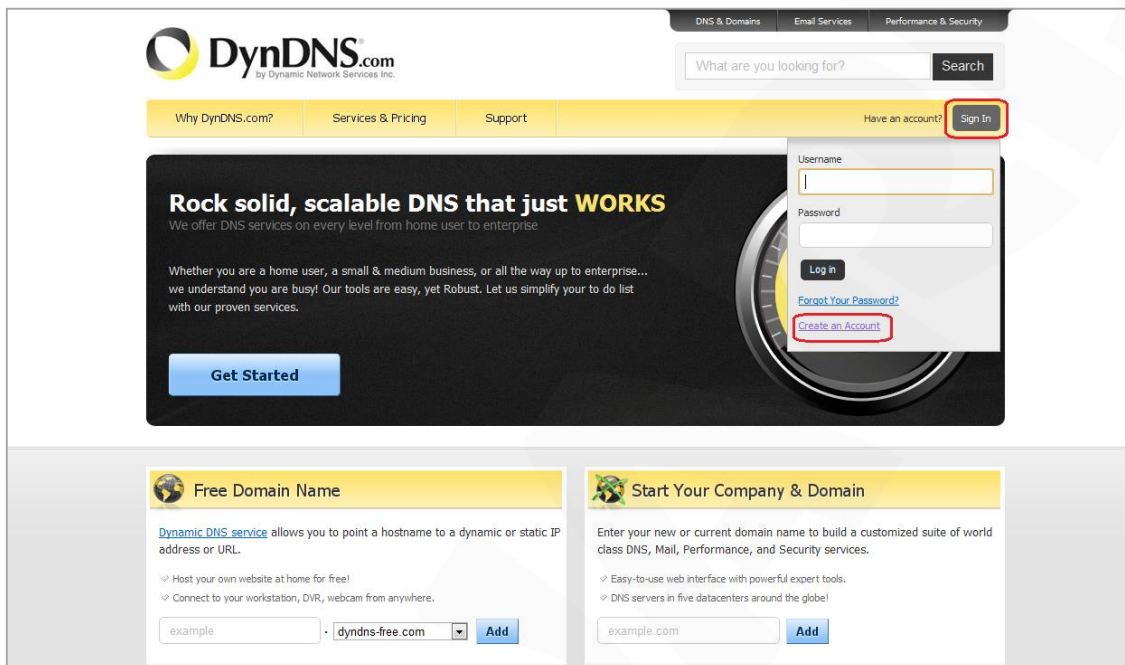 DNS & Domains Email Services Performance & Security
DynDNS.com
by Dynamic Network Services Inc.
What are you looking for? Search
Why DynDNS.com? Services & Pricing Support Have an account? Sign In
Username
Password
Log in
Forgot Your Password?
Create an Account
Rock solid, scalable DNS that just WORKS
We offer DNS services on every level from home user to enterprise
Whether you are a home user, a small & medium business, or all the way up to enterprise...
we understand you are busy! Our tools are easy, yet Robust. Let us simplify your to do list
with our proven services.
Get Started
Free Domain Name
Dynamic DNS service allows you to point a hostname to a dynamic or static IP
address or URL.
Host your own website at home for free!
Connect to your workstation, DVR, webcam from anywhere.
example . dyndns-free.com Add
Start Your Company & Domain
Enter your new or current domain name to build a customized suite of world
class DNS, Mail, Performance, and Security services.
Easy-to-use web interface with powerful expert tools.
DNS servers in five datacenters around the globe!
example.com Add